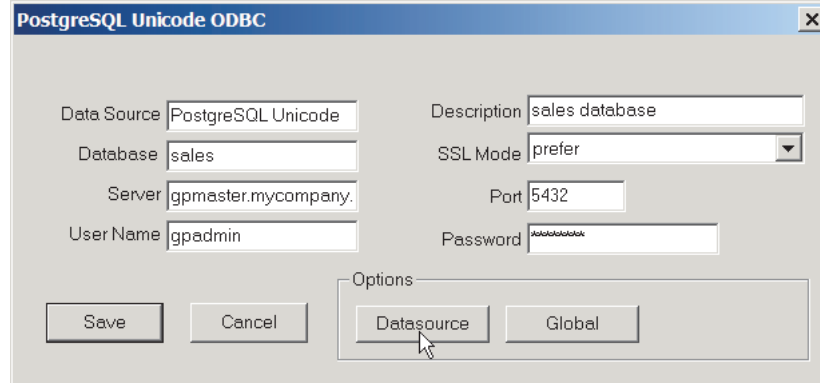 PostgreSQL Unicode ODBC
Data Source PostgreSQL Unicode
Description sales database
Database sales
SSL Mode prefer
Server gpmaster.mycompany.
Port 5432
User Name gpadmin
Password ********
Options
Save
Cancel
Datasource
Global